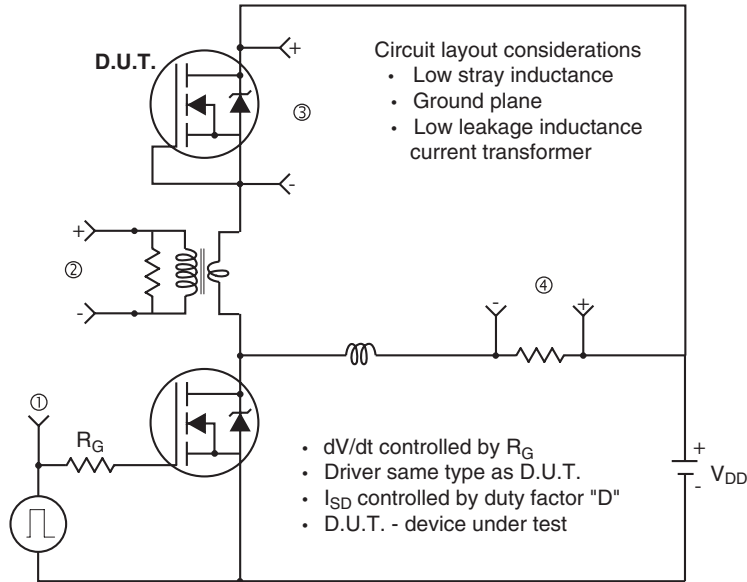 D.U.T.
+
Circuit layout considerations
• Low stray inductance
• Ground plane
• Low leakage inductance
current transformer
③
-
+
②
-
④
- +
①
R_G
• dV/dt controlled by R_G
• Driver same type as D.U.T.
• I_SD controlled by duty factor "D"
• D.U.T. - device under test
+
V_DD
-